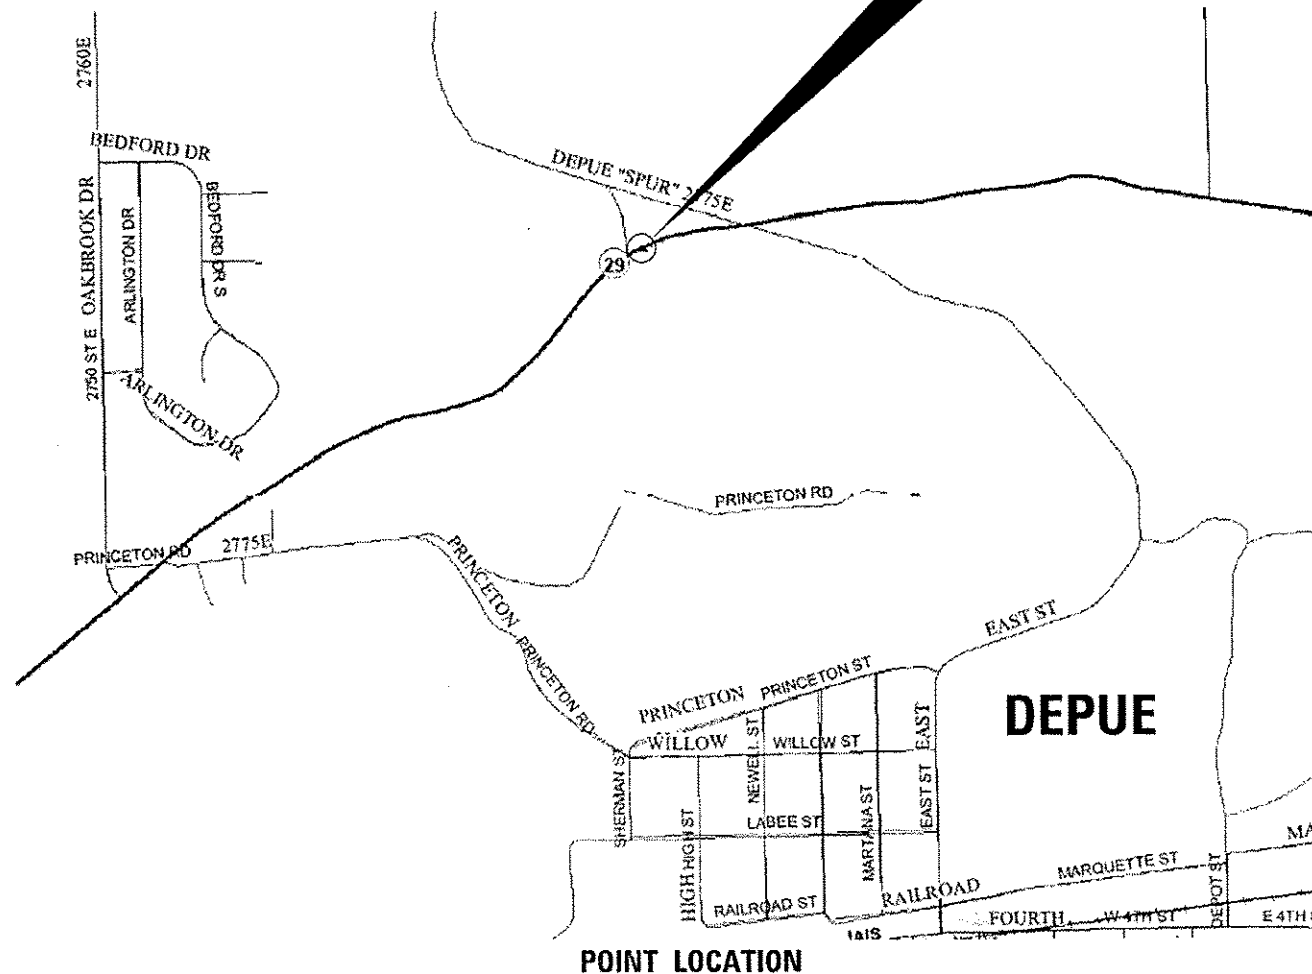 2760E
BEDFORD DR
DEPUE "SPUR" 2775E
OAKBROOK DR
ARLINGTON DR
BEDFORD DR S
29
2750 ST E
ARLINGTON DR
PRINCETON RD
PRINCETON RD
2775E
PRINCETON
PRINCETON RD
EAST ST
PRINCETON
PRINCETON ST
DEPUE
WILLOW
WILLOW ST
EAST
SHERMAN ST
NEWELL ST
EAST ST
LABEE ST
MARTANA ST
MA
HIGH
HIGH ST
MARQUETTE ST
DEPOT ST
RAILROAD ST
RAILROAD
FOURTH
W 4TH ST
E 4TH
POINT LOCATION